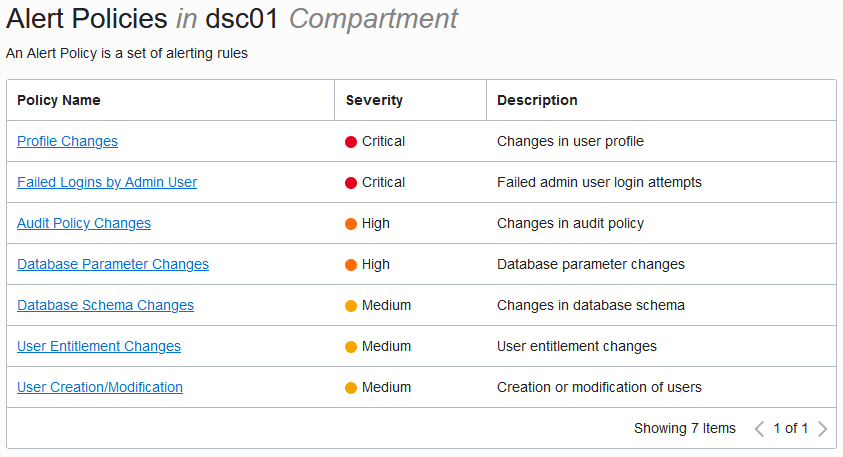 Alert Policies in dsc01 Compartment
An Alert Policy is a set of alerting rules
Policy Name Severity Description
Profile Changes Critical Changes in user profile
Failed Logins by Admin User Critical Failed admin user login attempts
Audit Policy Changes High Changes in audit policy
Database Parameter Changes High Database parameter changes
Database Schema Changes Medium Changes in database schema
User Entitlement Changes Medium User entitlement changes
User Creation/Modification Medium Creation or modification of users
Showing 7 Items 1 of 1